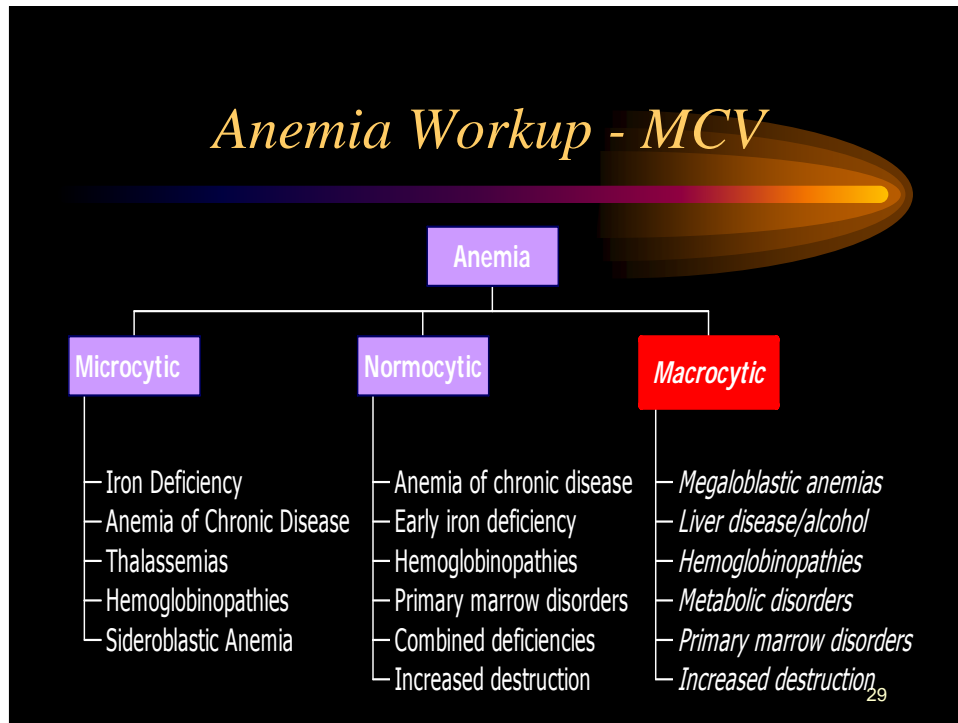 Anemia Workup - MCV
Anemia
Microcytic
Iron Deficiency
Anemia of Chronic Disease
Thalassemias
Hemoglobinopathies
Sideroblastic Anemia
Normocytic
Anemia of chronic disease
Early iron deficiency
Hemoglobinopathies
Primary marrow disorders
Combined deficiencies
Increased destruction
Macrocytic
Megaloblastic anemias
Liver disease/alcohol
Hemoglobinopathies
Metabolic disorders
Primary marrow disorders
Increased destruction
29